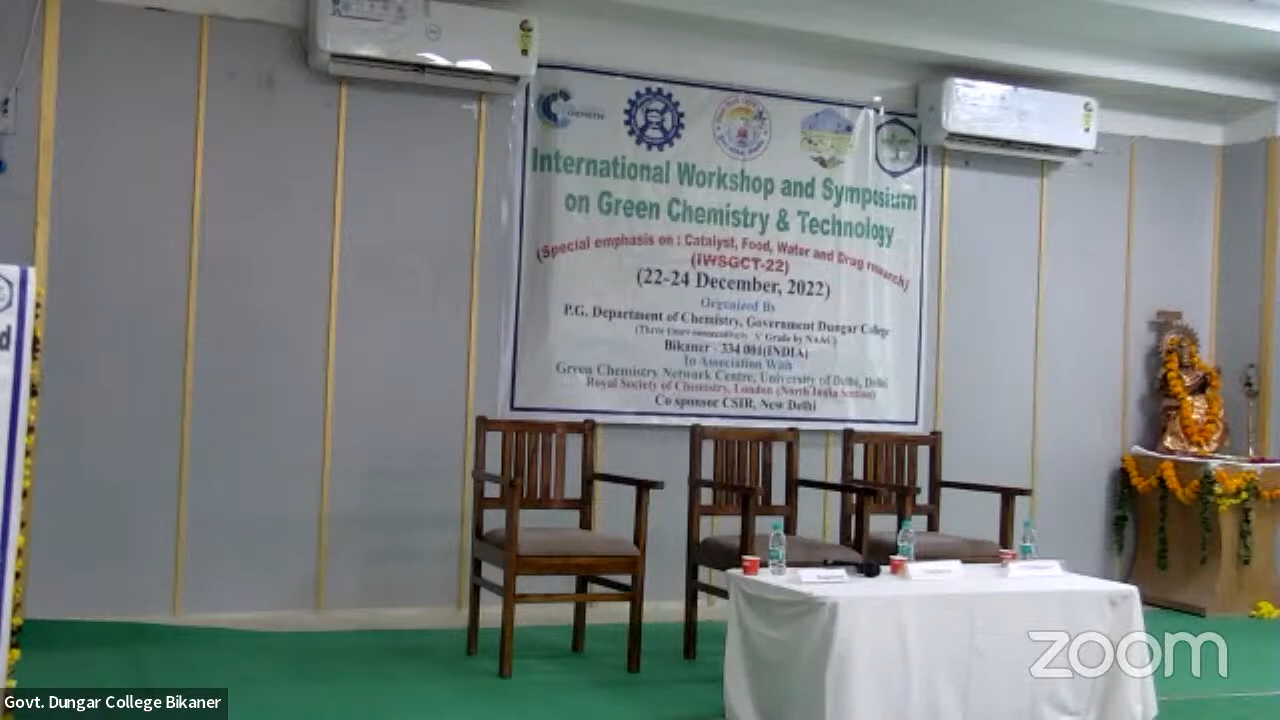 International Workshop and Symposium
on Green Chemistry & Technology
(Special emphasis on : Catalyst, Food, Water and Drug research)
(IWSGCT-22)
(22-24 December, 2022)
Organized By
P.G. Department of Chemistry, Government Dungar College
Bikaner - 334 001(INDIA)
In Association With
Green Chemistry Network Centre, University of Delhi, Delhi
Royal Society of Chemistry, London (North India Section)
Co sponser CSIR, New Delhi
d
zoom
Govt. Dungar College Bikaner